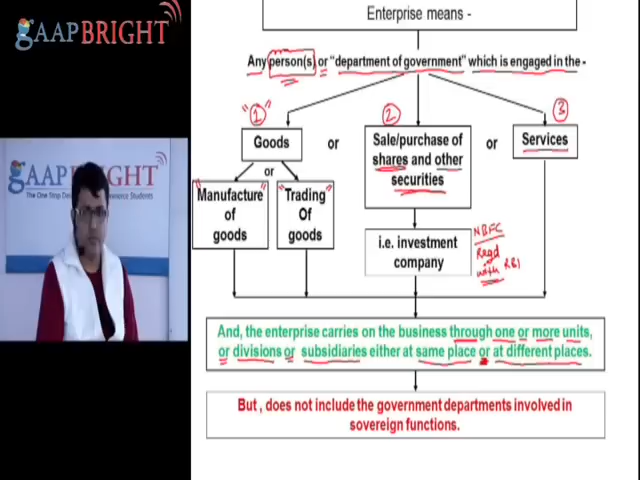 gAAPBRIGHT
Enterprise means -
Any person(s) or "department of government" which is engaged in the -
"1"
2
3
Goods
or
Sale/purchase of
shares and other
securities
or
Services
or
"Manufacture"
of
goods
"Trading"
Of
goods
i.e. investment
company
NBFC
Regd
with RBI
And, the enterprise carries on the business through one or more units,
or divisions or subsidiaries either at same place or at different places.
But , does not include the government departments involved in
sovereign functions.
gAAPBRIGHT